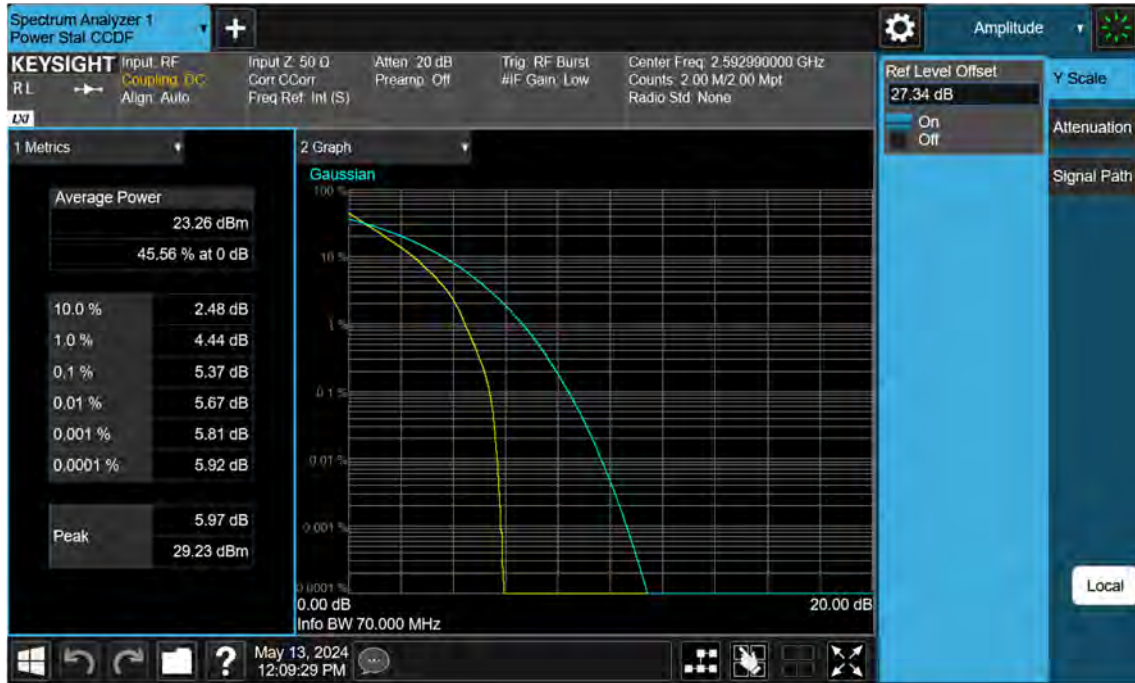 Spectrum Analyzer 1
Power Stat CCDF
+
Amplitude
KEYSIGHT
RL
LXI
Input: RF
Coupling: DC
Align: Auto
Input Z: 50 Ω
Corr CCorr
Freq Ref: Int (S)
Atten: 20 dB
Preamp: Off
Trig: RF Burst
#IF Gain: Low
Center Freq: 2.592990000 GHz
Counts: 2.00 M/2.00 Mpt
Radio Std: None
Ref Level Offset
27.34 dB
On
Off
Y Scale
Attenuation
Signal Path
1 Metrics
Average Power
23.26 dBm
45.56 % at 0 dB
10.0 % 2.48 dB
1.0 % 4.44 dB
0.1 % 5.37 dB
0.01 % 5.67 dB
0.001 % 5.81 dB
0.0001 % 5.92 dB
Peak
5.97 dB
29.23 dBm
2 Graph
Gaussian
100 %
10 %
1 %
0.1 %
0.01 %
0.001 %
0.0001 %
0.00 dB 20.00 dB
Info BW 70.000 MHz
Local
?
May 13, 2024
12:09:29 PM